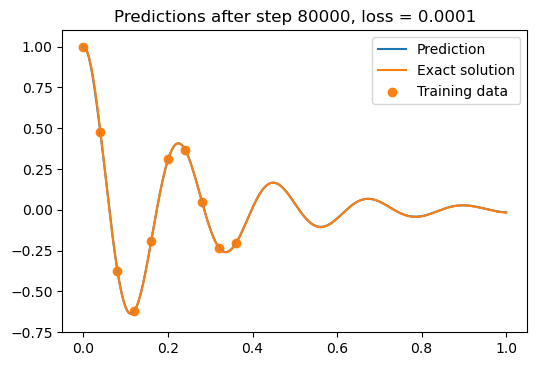 Predictions after step 80000, loss = 0.0001
Prediction
Exact solution
Training data
1.00
0.75
0.50
0.25
0.00
−0.25
−0.50
−0.75
0.0 0.2 0.4 0.6 0.8 1.0